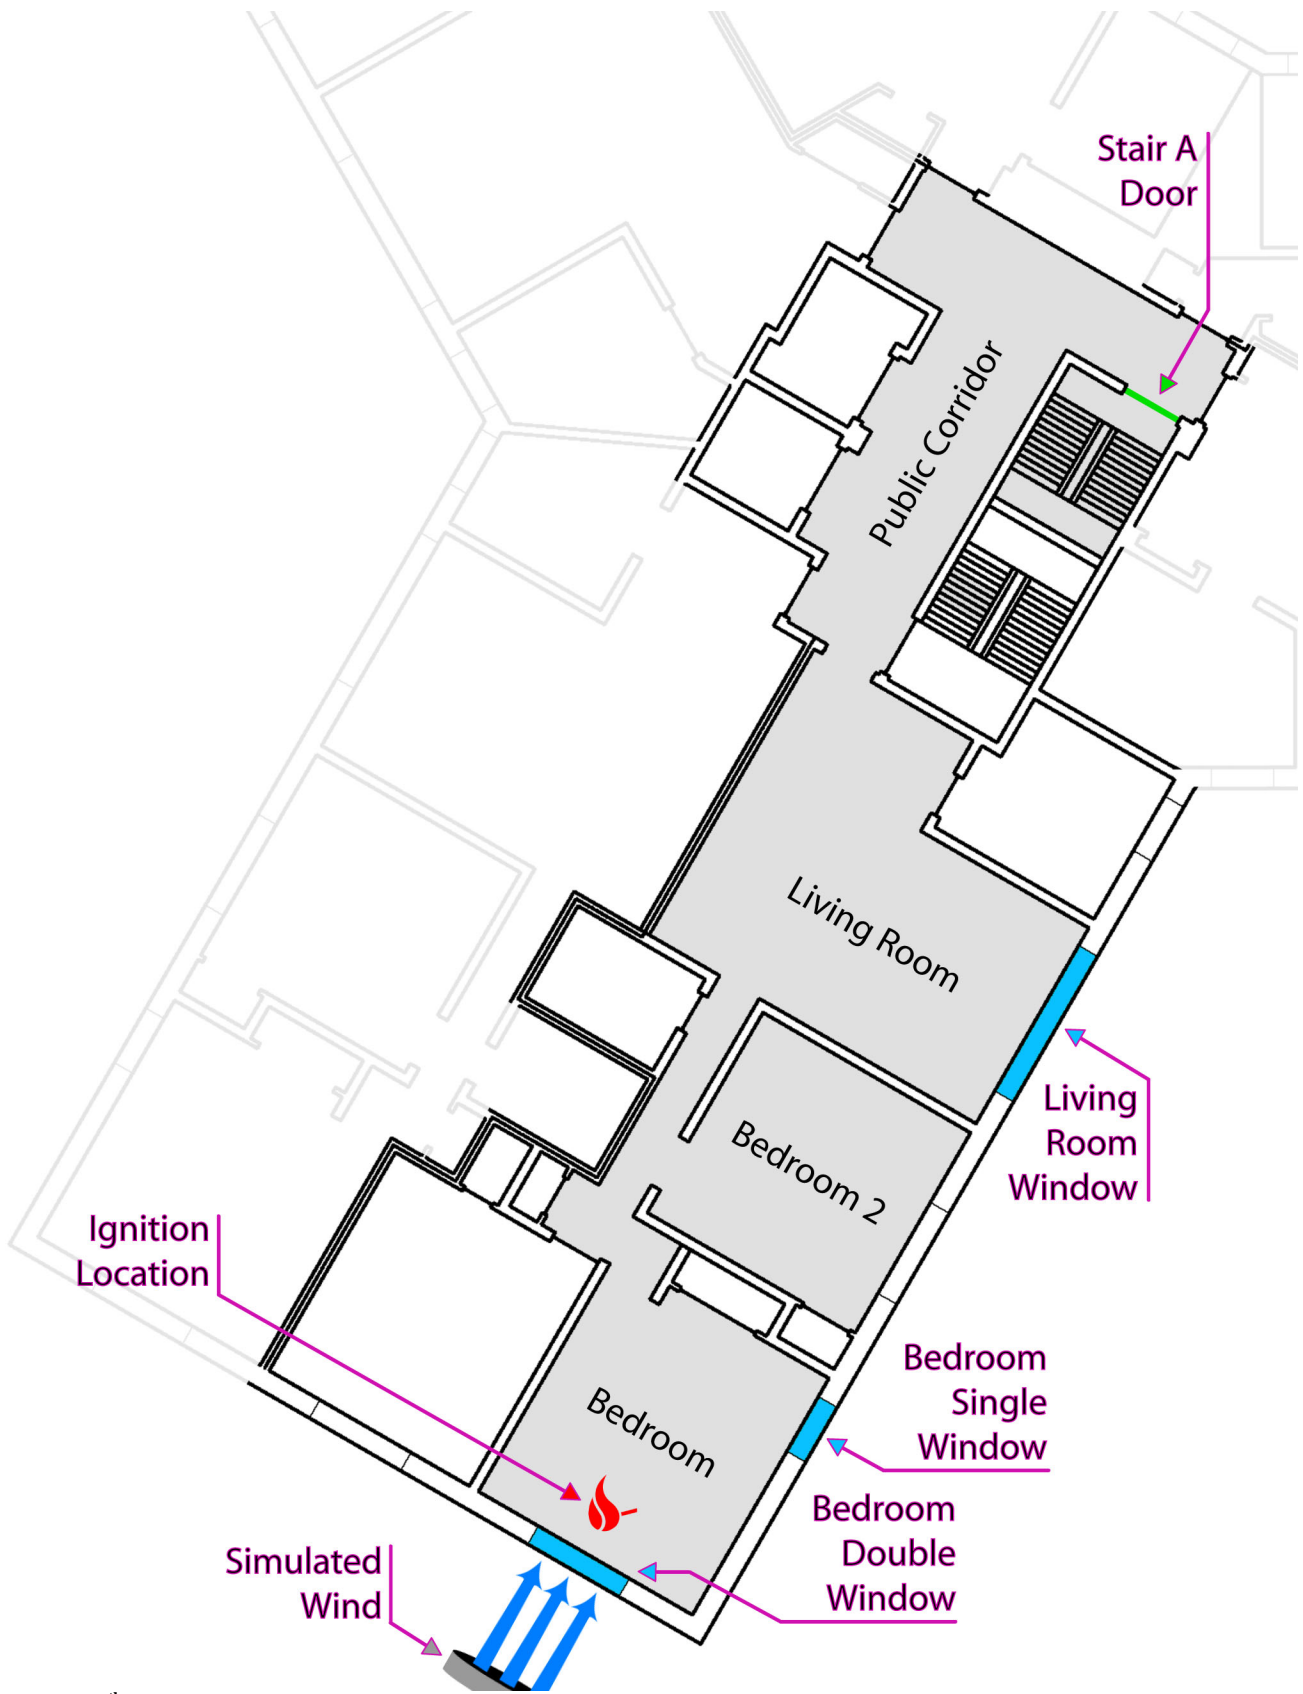 Stair A
Door
Public Corridor
Living Room
Living
Room
Window
Bedroom 2
Ignition
Location
Bedroom
Single
Window
Bedroom
Bedroom
Double
Window
Simulated
Wind